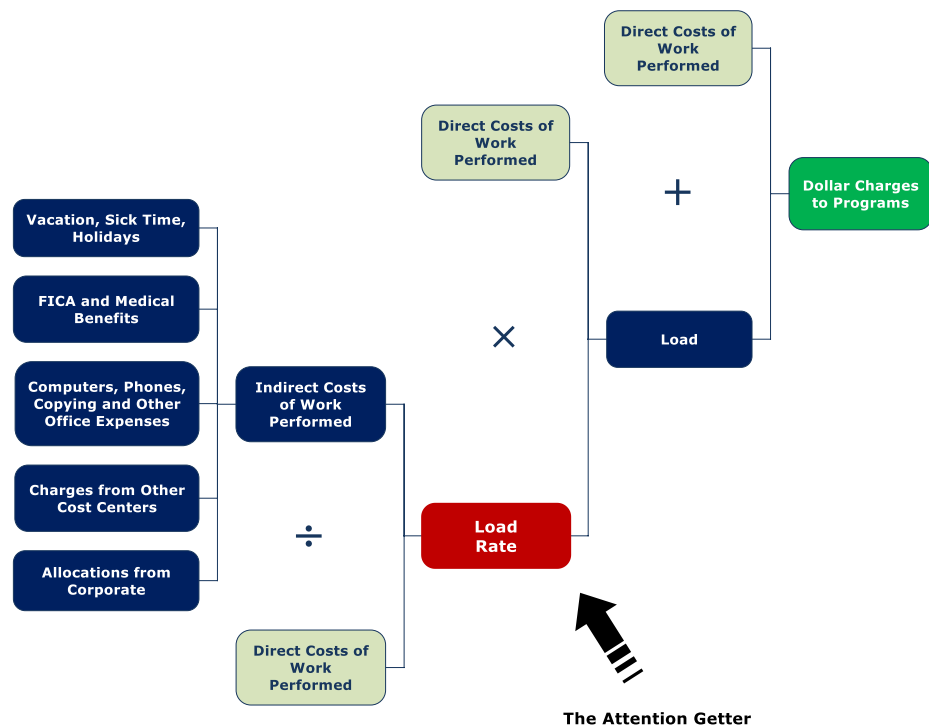 Direct Costs of
Work
Performed
Direct Costs of
Work
Performed
+
Dollar Charges
to Programs
Vacation, Sick Time,
Holidays
FICA and Medical
Benefits
×
Load
Computers, Phones,
Copying and Other
Office Expenses
Indirect Costs
of Work
Performed
Charges from Other
Cost Centers
÷
Load
Rate
Allocations from
Corporate
Direct Costs of
Work
Performed
The Attention Getter